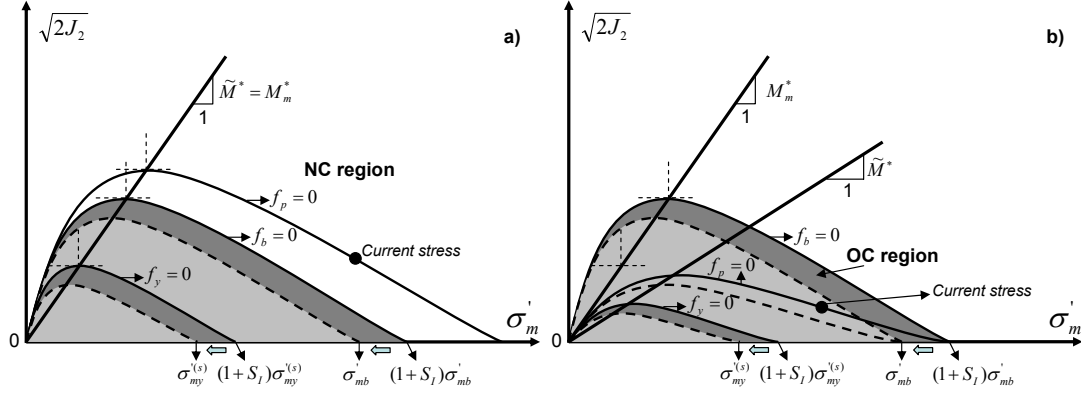 √2J₂
a)
M̃* = M*ₘ
1
NC region
f_p = 0
f_b = 0
Current stress
f_y = 0
0
σ'ₘ
σ'^(s)_my
(1+S_I)σ'^(s)_my
σ'_mb
(1+S_I)σ'_mb
√2J₂
b)
M*ₘ
1
M̃*
1
f_b = 0
OC region
f_p = 0
Current stress
f_y = 0
0
σ'ₘ
σ'^(s)_my
(1+S_I)σ'^(s)_my
σ'_mb
(1+S_I)σ'_mb